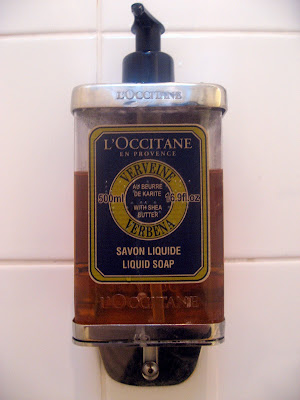 L'OCCITANE
L'OCCITANE
EN PROVENCE
VERVEINE
AU BEURRE
DE KARITE
500ml 16.9fl.oz
WITH SHEA
BUTTER
VERBENA
SAVON LIQUIDE
LIQUID SOAP
L'OCCITANE